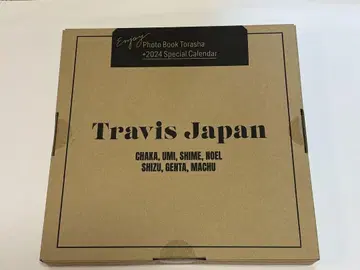 Enjoy
Photo Book Torasha
+2024 Special Calendar
Travis Japan
CHAKA, UMI, SHIME, NOEL
SHIZU, GENTA, MACHU